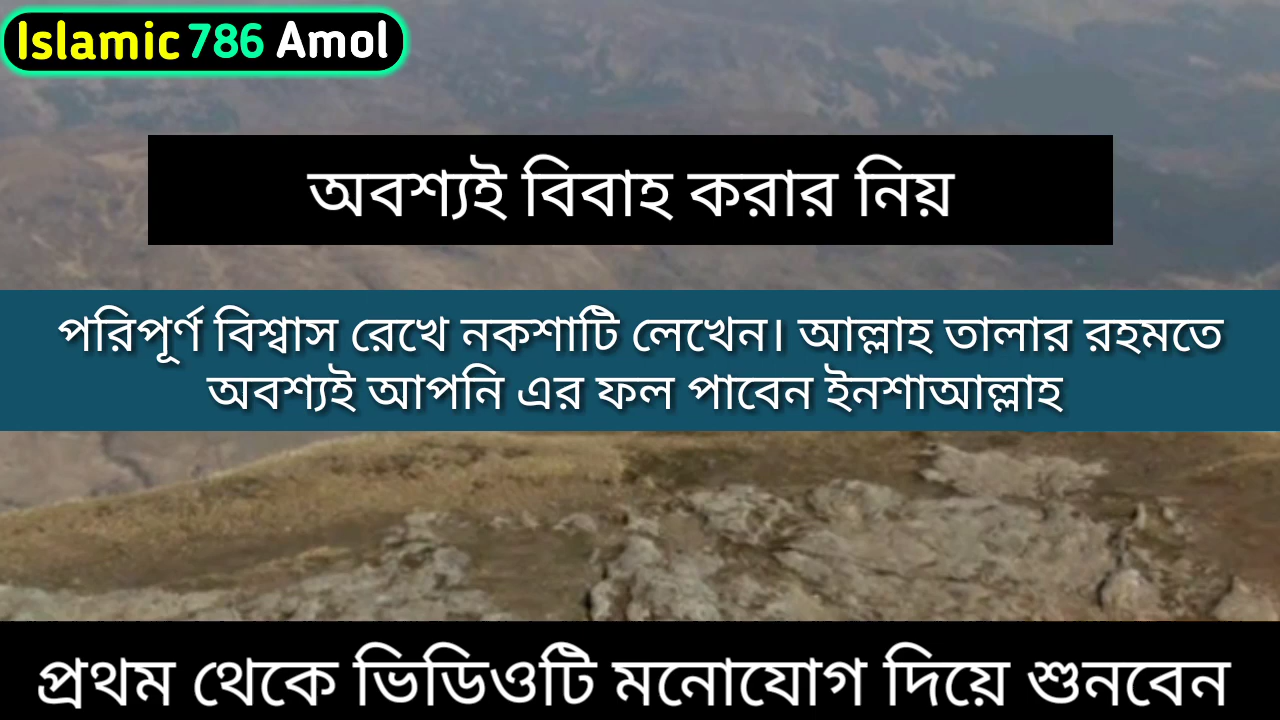 Islamic 786 Amol
অবশ্যই বিবাহ করার নিয়
পরিপূর্ণ বিশ্বাস রেখে নকশাটি লেখেন। আল্লাহ তালার রহমতে
অবশ্যই আপনি এর ফল পাবেন ইনশাআল্লাহ
প্রথম থেকে ভিডিওটি মনোযোগ দিয়ে শুনবেন